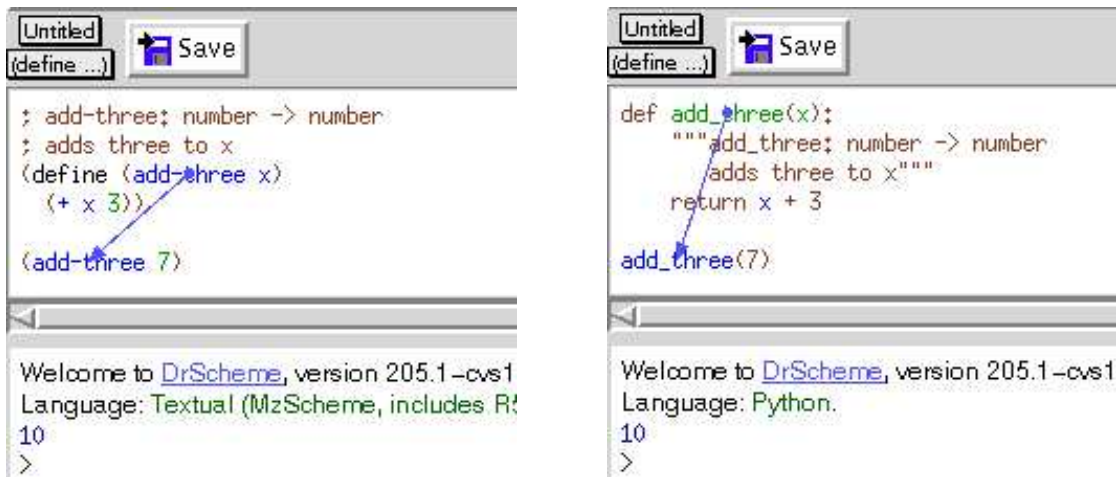 Untitled
(define ...)
Save
; add-three: number -> number
; adds three to x
(define (add-three x)
(+ x 3))
(add-three 7)
Welcome to DrScheme, version 205.1-cvs1
Language: Textual (MzScheme, includes R5
10
>
Untitled
(define ...)
Save
def add_three(x):
"""add_three: number -> number
adds three to x"""
return x + 3
add_three(7)
Welcome to DrScheme, version 205.1-cvs1
Language: Python.
10
>